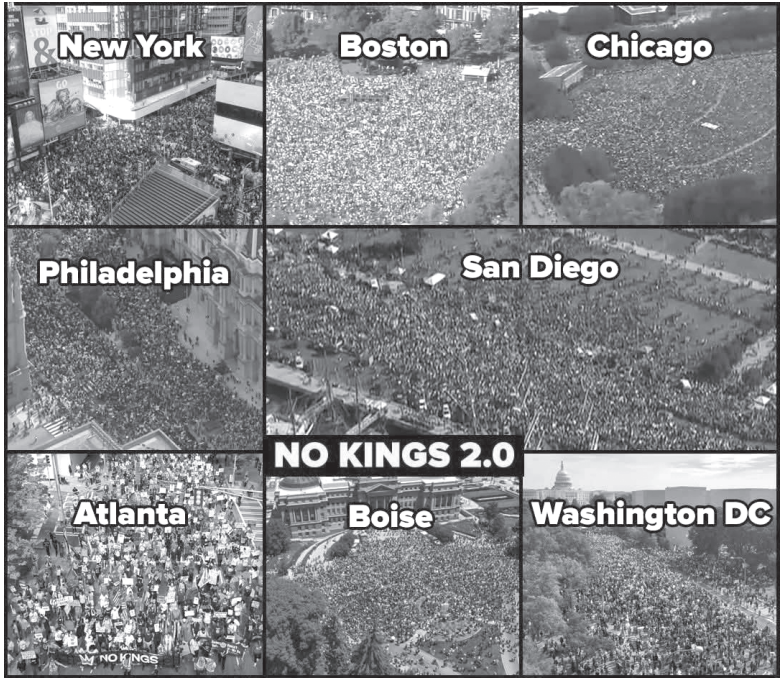 New York
Boston
Chicago
Philadelphia
San Diego
NO KINGS 2.0
Atlanta
Boise
Washington DC
NO KINGS